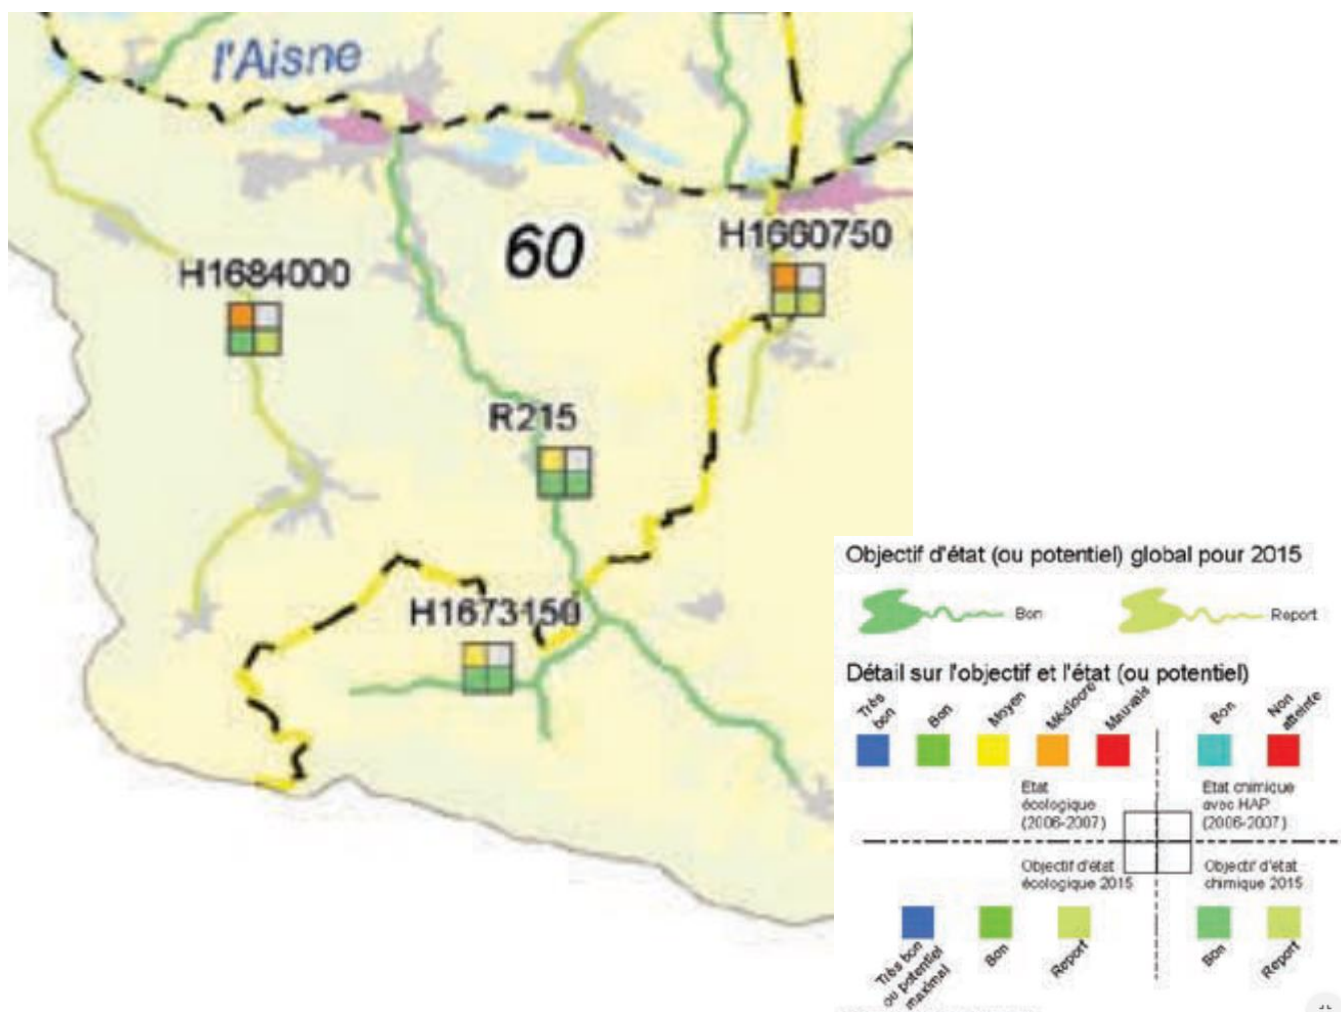 l'Aisne
60
H1660750
H1684000
R215
H1673150
Objectif d'état (ou potentiel) global pour 2015
Bon
Report
Détail sur l'objectif et l'état (ou potentiel)
Très
bon
Bon
Moyen
Médiocre
Mauvais
Bon
Non
atteinte
Etat
écologique
(2006-2007)
Etat chimique
avec HAP
(2006-2007)
Objectif d'état
écologique 2015
Objectif d'état
chimique 2015
Très bon
ou potentiel
maximal
Bon
Report
Bon
Report